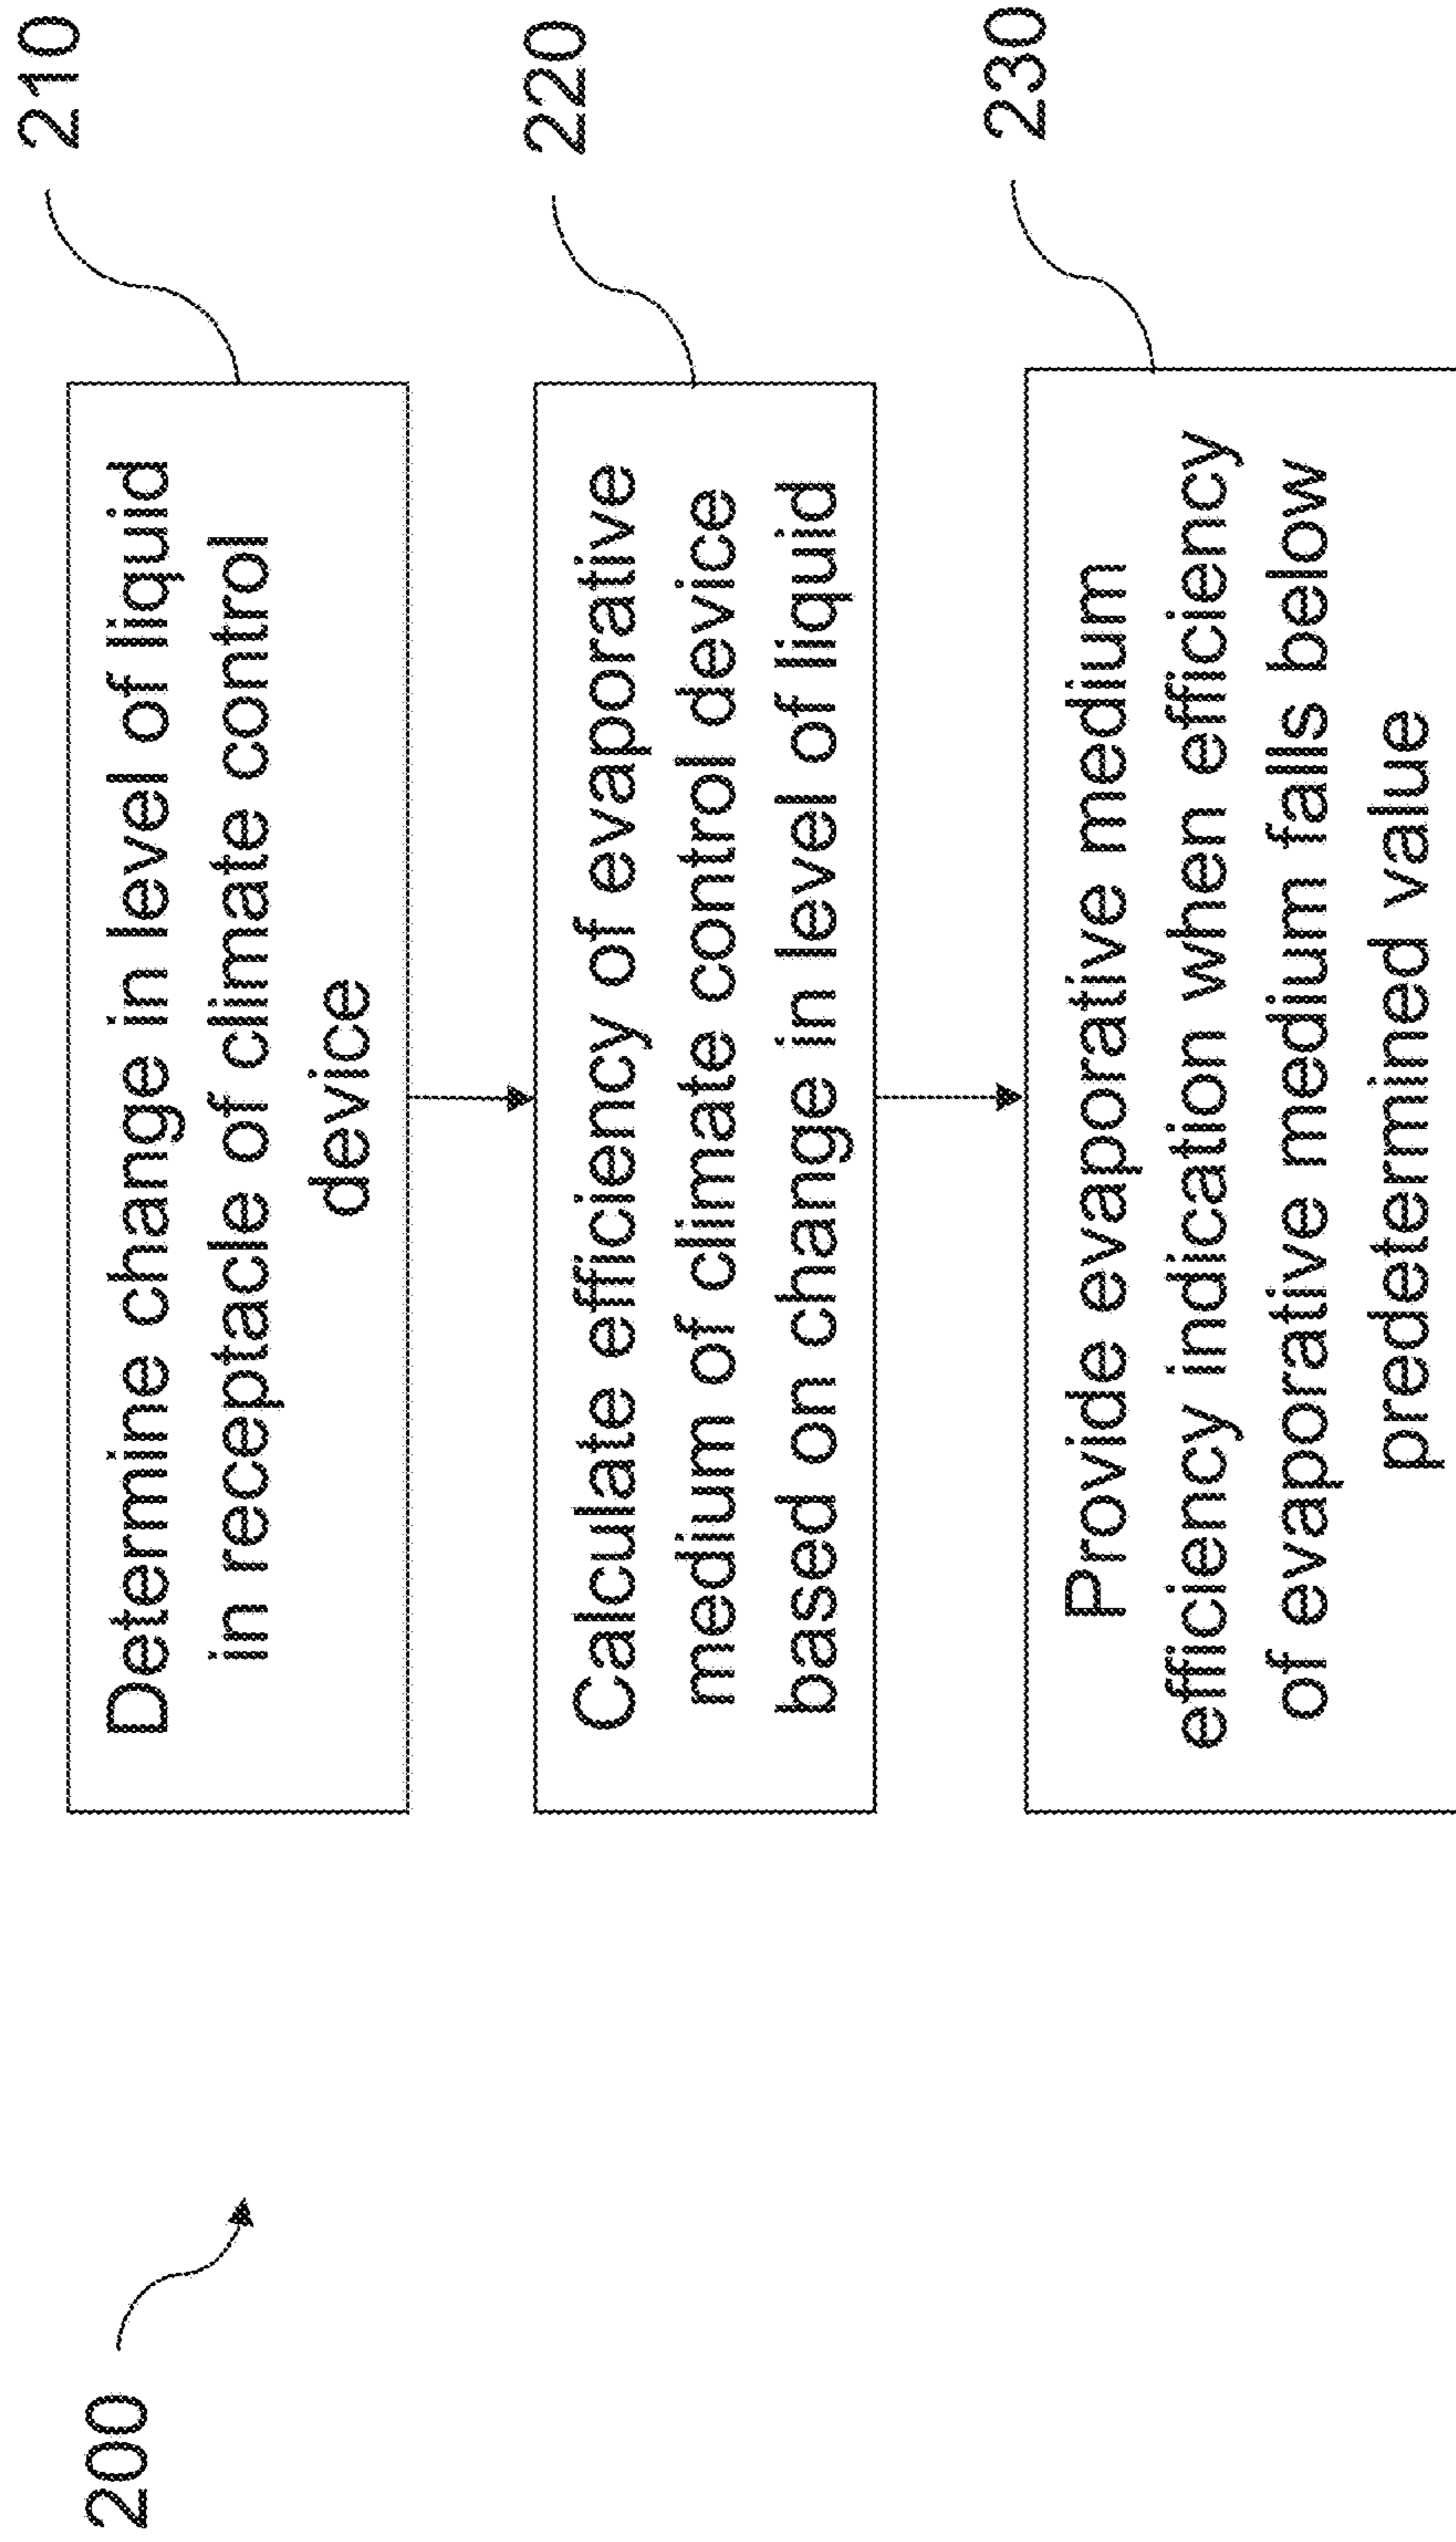 200
Determine change in level of liquid
in receptacle of climate control
device
210
Calculate efficiency of evaporative
medium of climate control device
based on change in level of liquid
220
Provide evaporative medium
efficiency indication when efficiency
of evaporative medium falls below
predetermined value
230